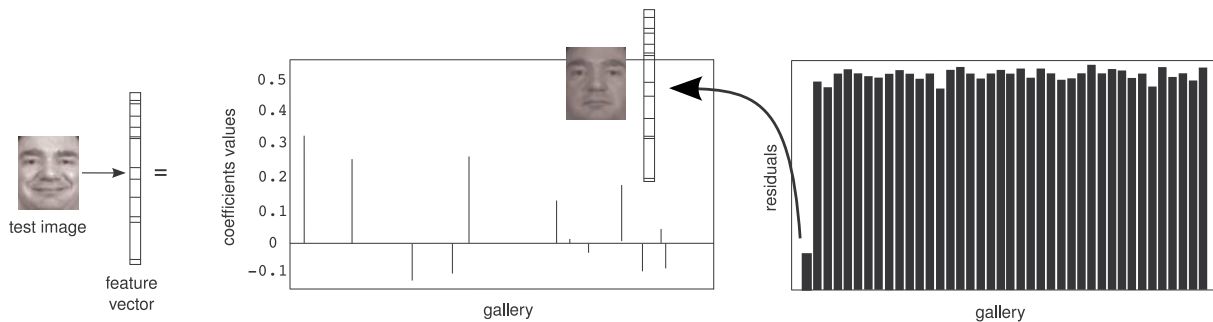 test image
feature
vector
=
coefficients values
0.5
0.4
0.3
0.2
0.1
0
−0.1
gallery
residuals
gallery